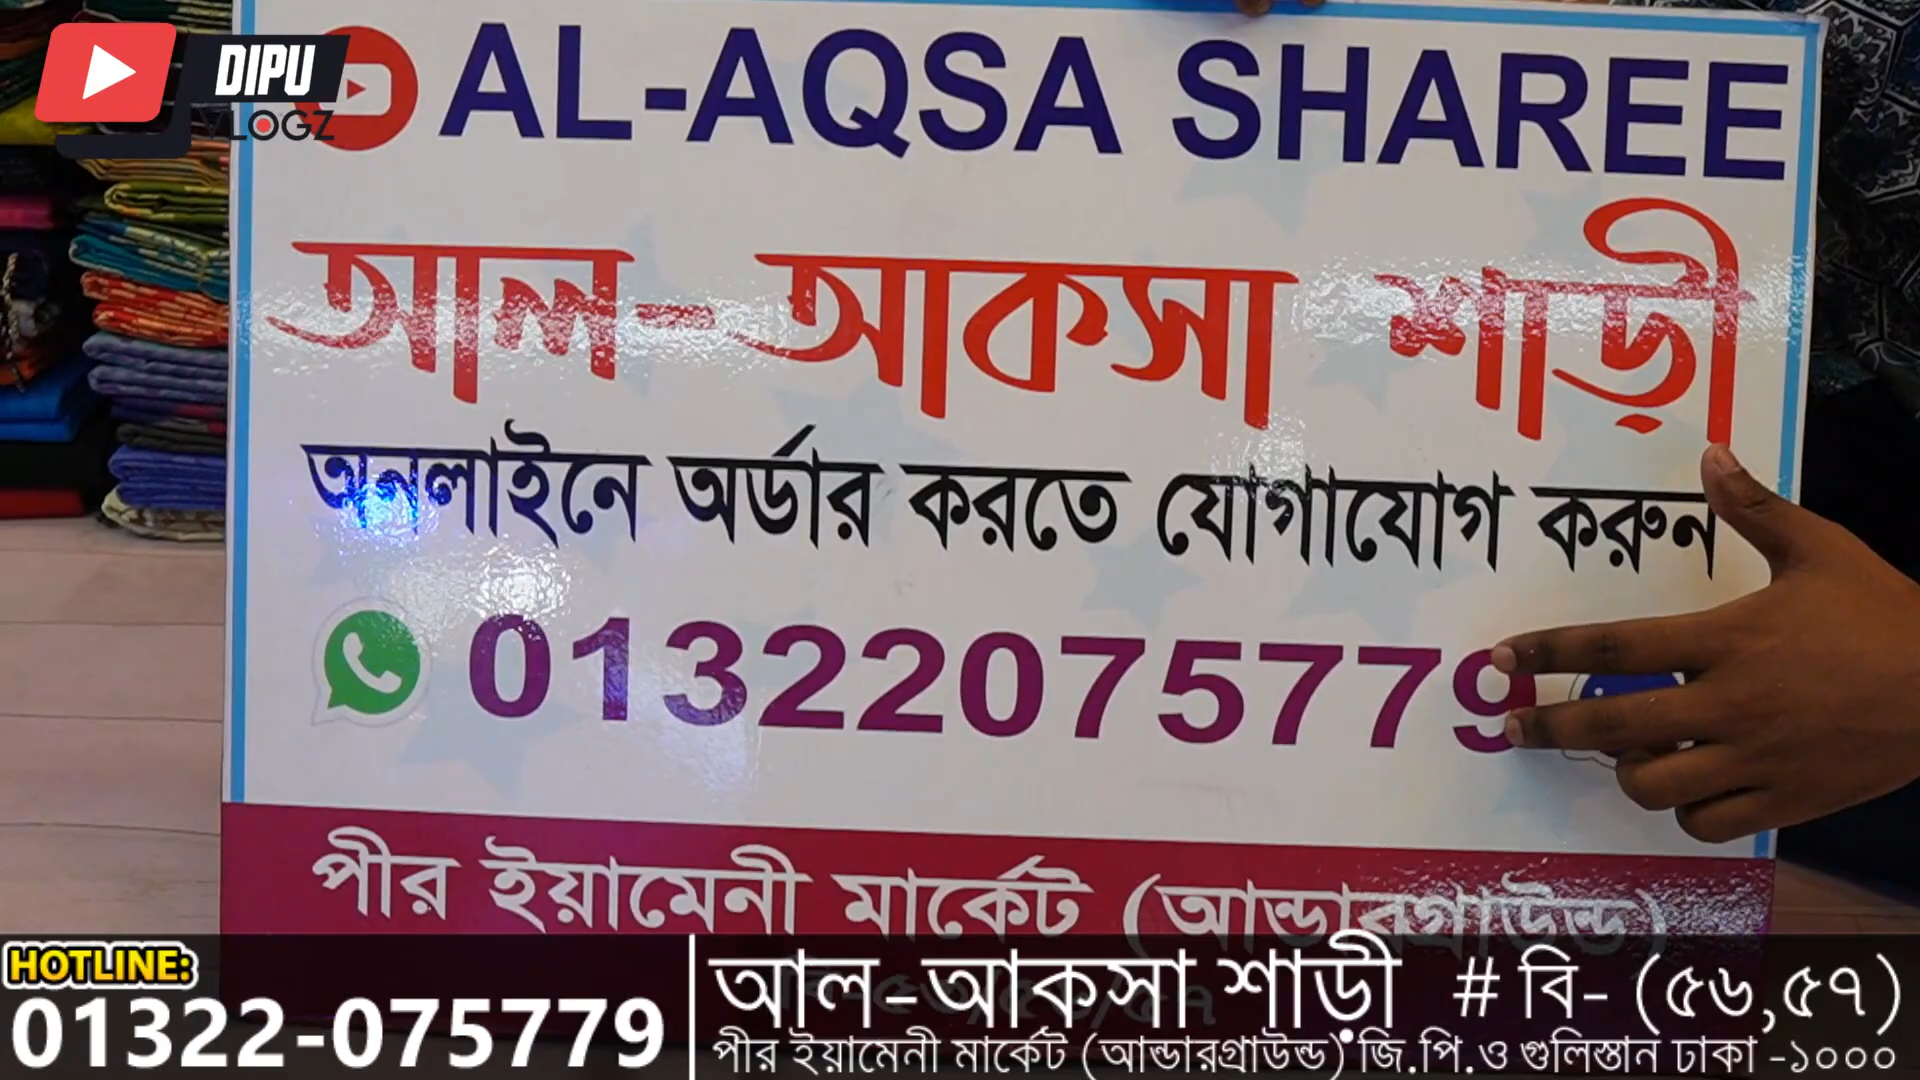 DIPU
VLOGZ
AL-AQSA SHAREE
আল-আকসা শাড়ী
অনলাইনে অর্ডার করতে যোগাযোগ করুন
01322075779
পীর ইয়ামেনী মার্কেট (আন্ডারগ্রাউন্ড)
HOTLINE:
01322-075779
আল-আকসা শাড়ী # বি- (৫৬,৫৭)
পীর ইয়ামেনী মার্কেট (আন্ডারগ্রাউন্ড) জি.পি.ও গুলিস্তান ঢাকা -১০০০